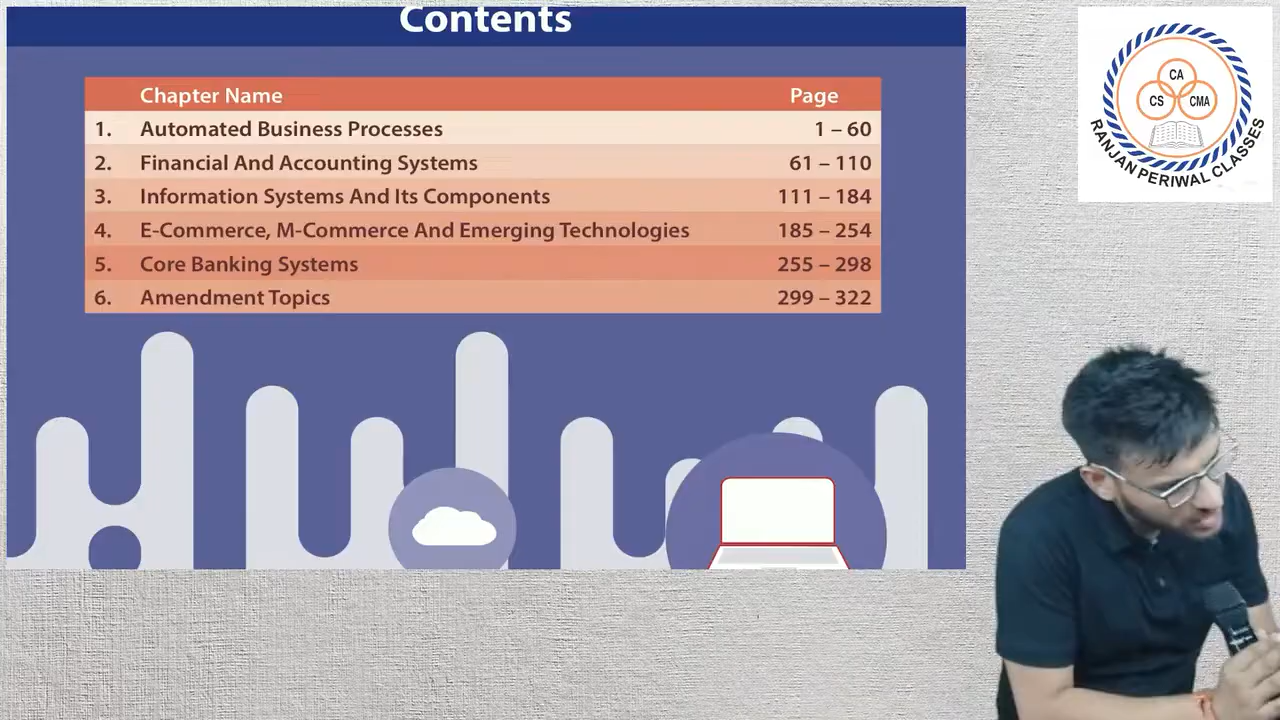 Contents
Chapter Name Page
1. Automated Business Processes 1 – 60
2. Financial And Accounting Systems 61 – 110
3. Information Systems And Its Components 111 – 184
4. E-Commerce, M-Commerce And Emerging Technologies 185 – 254
5. Core Banking Systems 255 – 298
6. Amendment Topics 299 – 322
CA
CS CMA
RANJAN PERIWAL CLASSES